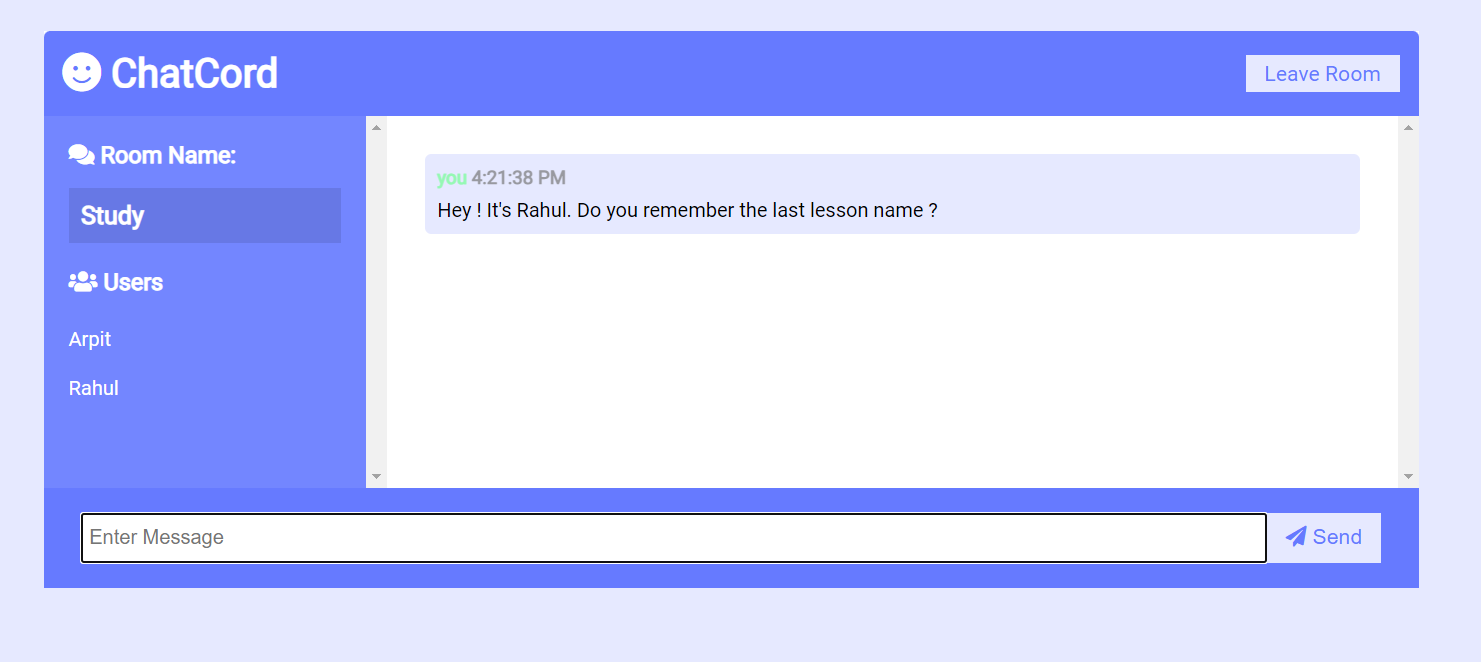 ChatCord
Leave Room
Room Name:
Study
Users
Arpit
Rahul
you 4:21:38 PM
Hey ! It's Rahul. Do you remember the last lesson name ?
Enter Message
Send